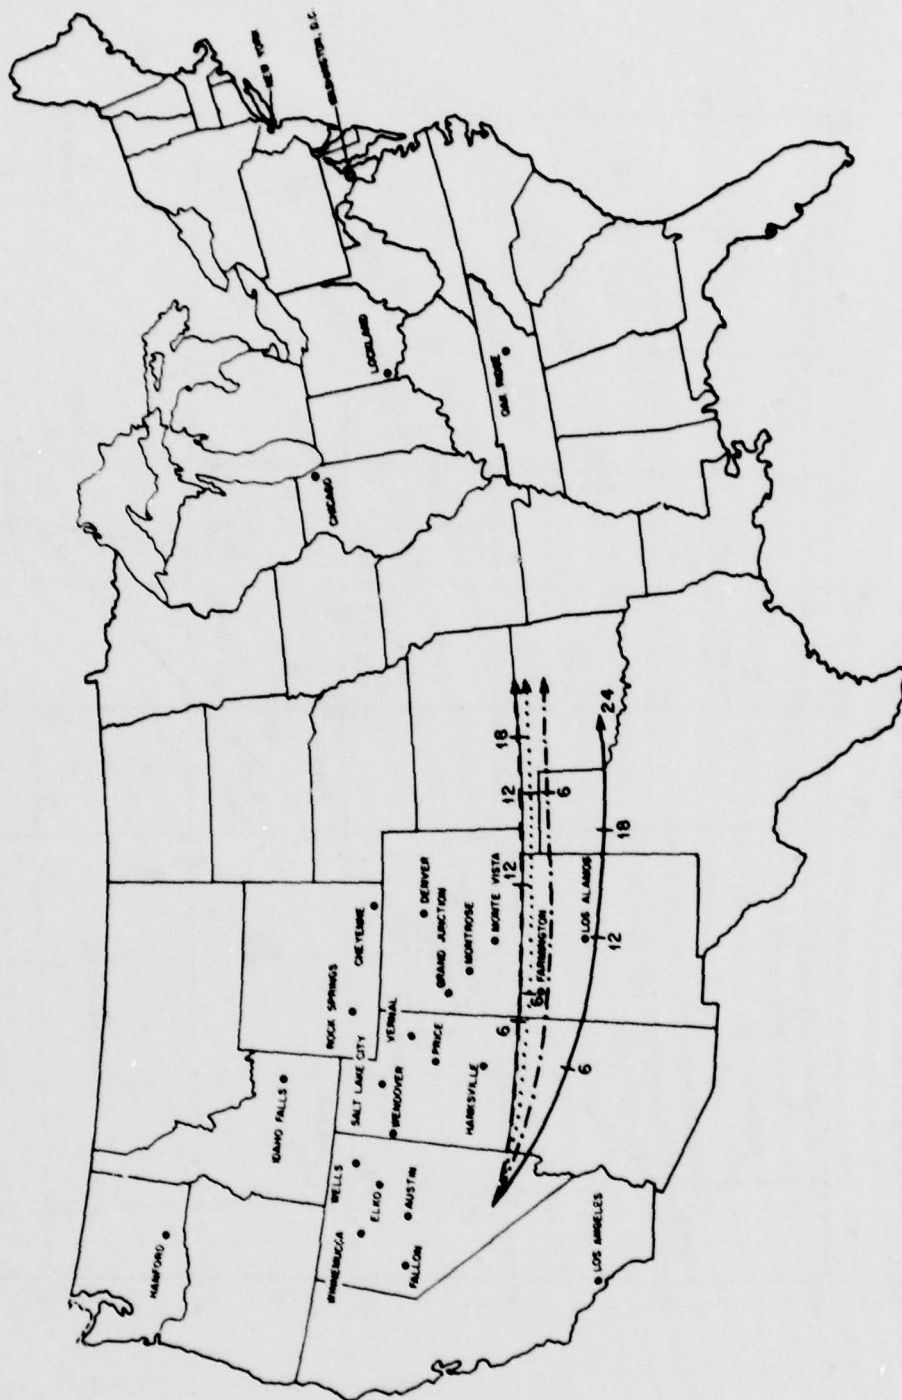 HANFORD
IDAHO FALLS
WINNEMUCCA
WELLS
ELKO
AUSTIN
FALLON
LOS ANGELES
SALT LAKE CITY
WENDOVER
VERNAL
PRICE
HANKSVILLE
ROCK SPRINGS
CHEYENNE
DENVER
GRAND JUNCTION
MONTROSE
MONTE VISTA
FARMINGTON
LOS ALAMOS
CHICAGO
LOCKLAND
OAK RIDGE
NEW YORK
WASHINGTON, D.C.
6
12
12
18
6
6
6
12
18
24